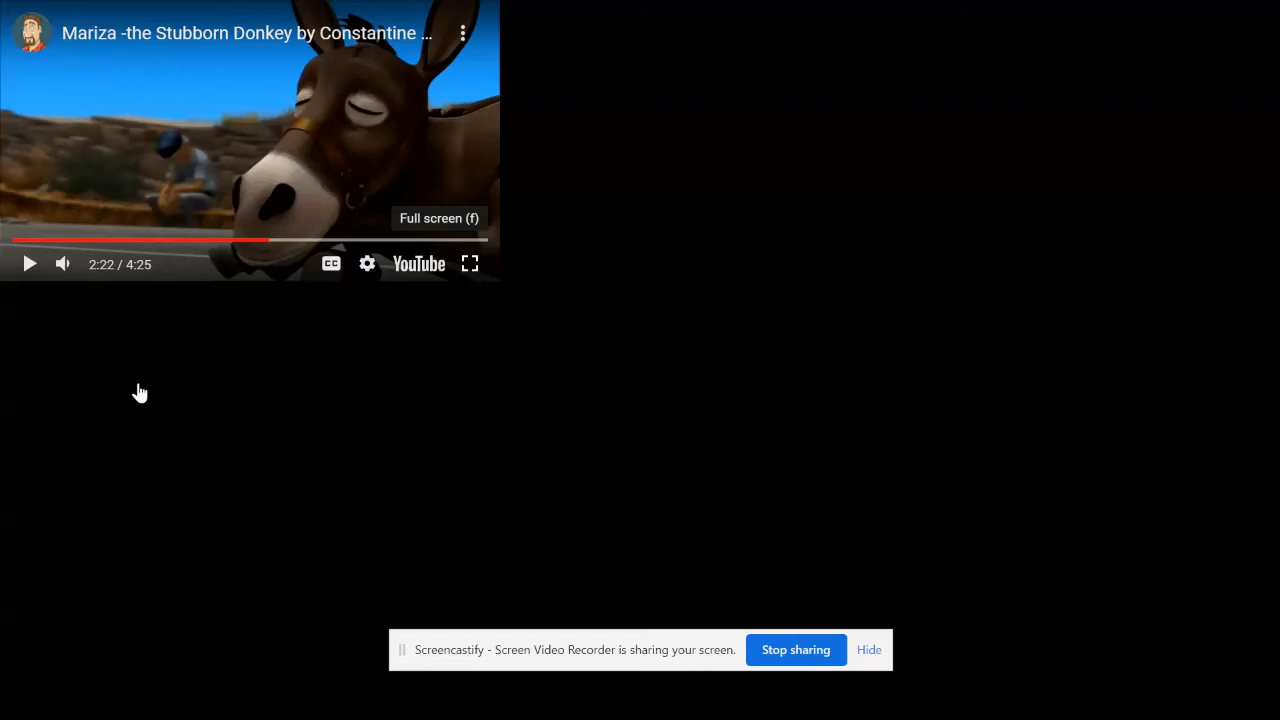 Mariza -the Stubborn Donkey by Constantine ...
Full screen (f)
2:22 / 4:25
CC
YouTube
Screencastify - Screen Video Recorder is sharing your screen.
Stop sharing
Hide